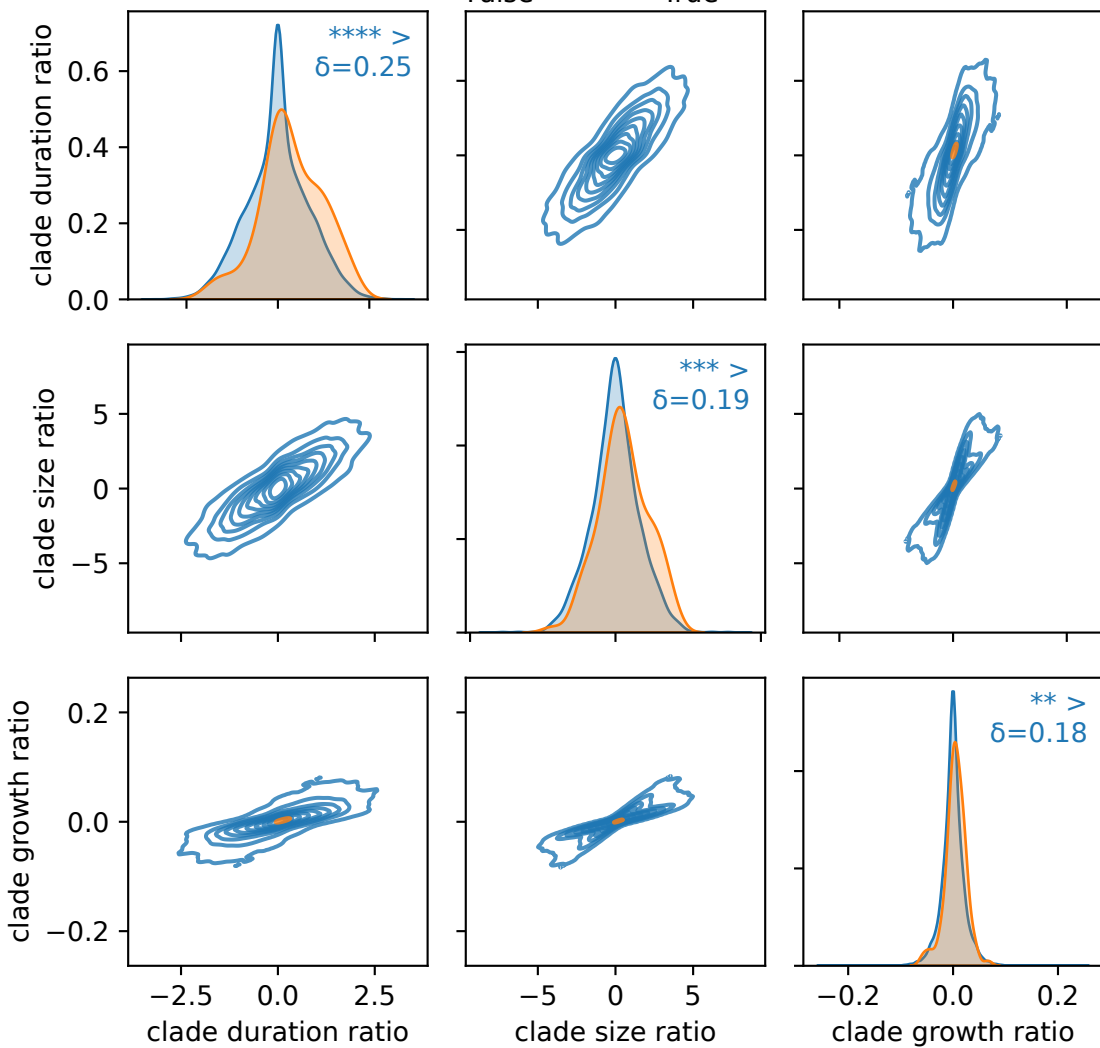 clade duration ratio
0.6
0.4
0.2
0.0
**** >
δ=0.25
clade size ratio
5
0
−5
*** >
δ=0.19
clade growth ratio
0.2
0.0
−0.2
** >
δ=0.18
−2.5 0.0 2.5
−5 0 5
−0.2 0.0 0.2
clade duration ratio
clade size ratio
clade growth ratio